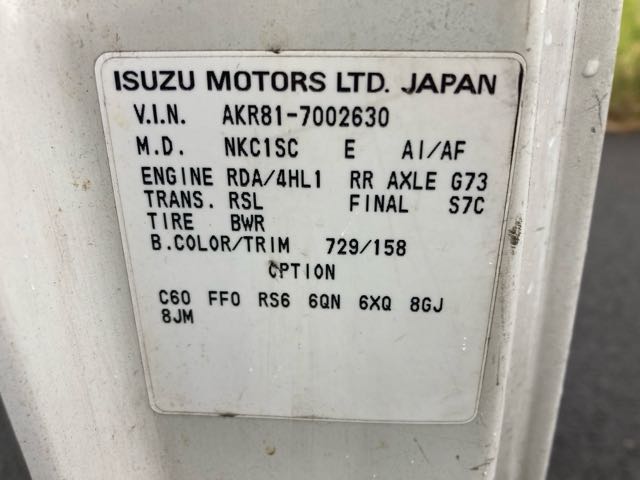 ISUZU MOTORS LTD. JAPAN
V.I.N. AKR81-7002630
M.D. NKC1SC E AI/AF
ENGINE RDA/4HL1 RR AXLE G73
TRANS. RSL FINAL S7C
TIRE BWR
B.COLOR/TRIM 729/158
OPTION
C60 FF0 RS6 6QN 6XQ 8GJ
8JM